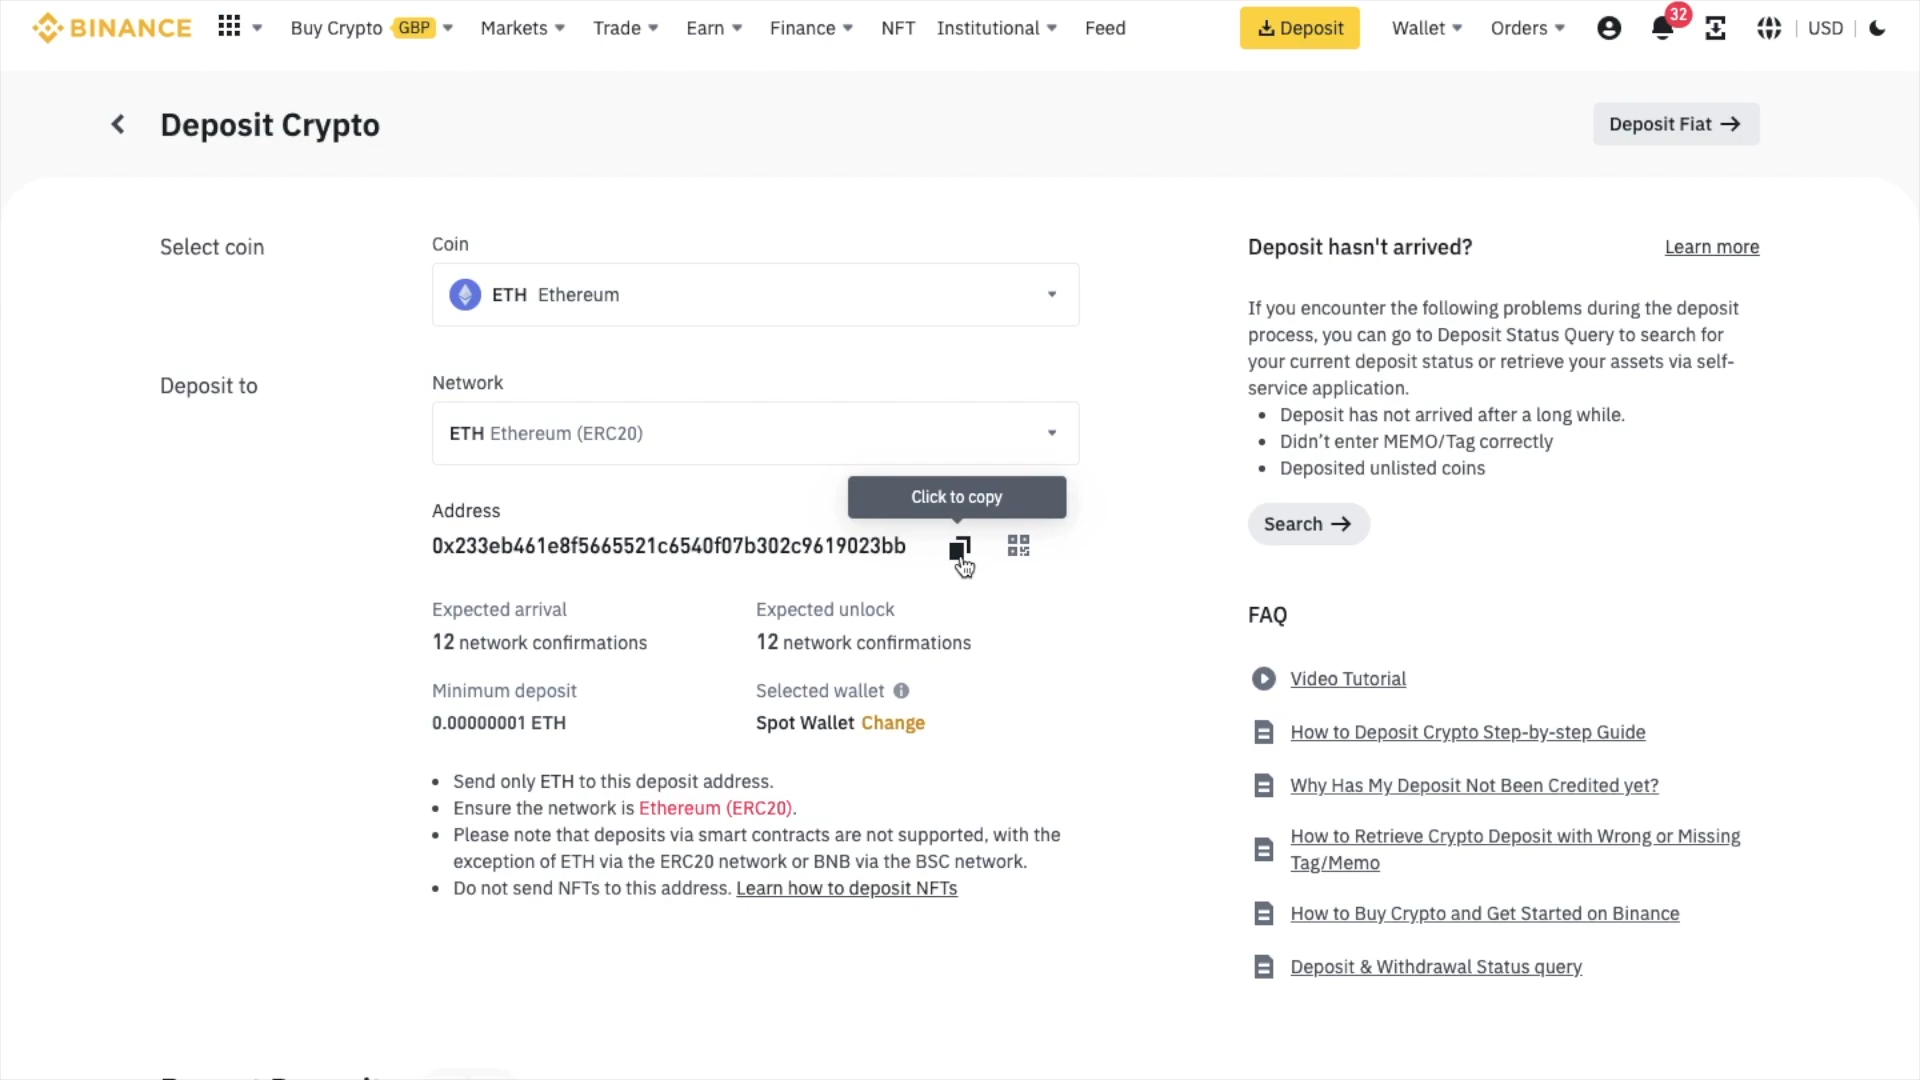 BINANCE
Buy Crypto GBP
Markets
Trade
Earn
Finance
NFT
Institutional
Feed
Deposit
Wallet
Orders
32
USD
Deposit Crypto
Deposit Fiat →
Select coin
Coin
ETH Ethereum
Deposit to
Network
ETH Ethereum (ERC20)
Click to copy
Address
0x233eb461e8f5665521c6540f07b302c9619023bb
Expected arrival
12 network confirmations
Expected unlock
12 network confirmations
Minimum deposit
0.00000001 ETH
Selected wallet
Spot Wallet Change
• Send only ETH to this deposit address.
• Ensure the network is Ethereum (ERC20).
• Please note that deposits via smart contracts are not supported, with the
exception of ETH via the ERC20 network or BNB via the BSC network.
• Do not send NFTs to this address. Learn how to deposit NFTs
Deposit hasn't arrived?
Learn more
If you encounter the following problems during the deposit
process, you can go to Deposit Status Query to search for
your current deposit status or retrieve your assets via self-
service application.
• Deposit has not arrived after a long while.
• Didn't enter MEMO/Tag correctly
• Deposited unlisted coins
Search →
FAQ
Video Tutorial
How to Deposit Crypto Step-by-step Guide
Why Has My Deposit Not Been Credited yet?
How to Retrieve Crypto Deposit with Wrong or Missing
Tag/Memo
How to Buy Crypto and Get Started on Binance
Deposit & Withdrawal Status query